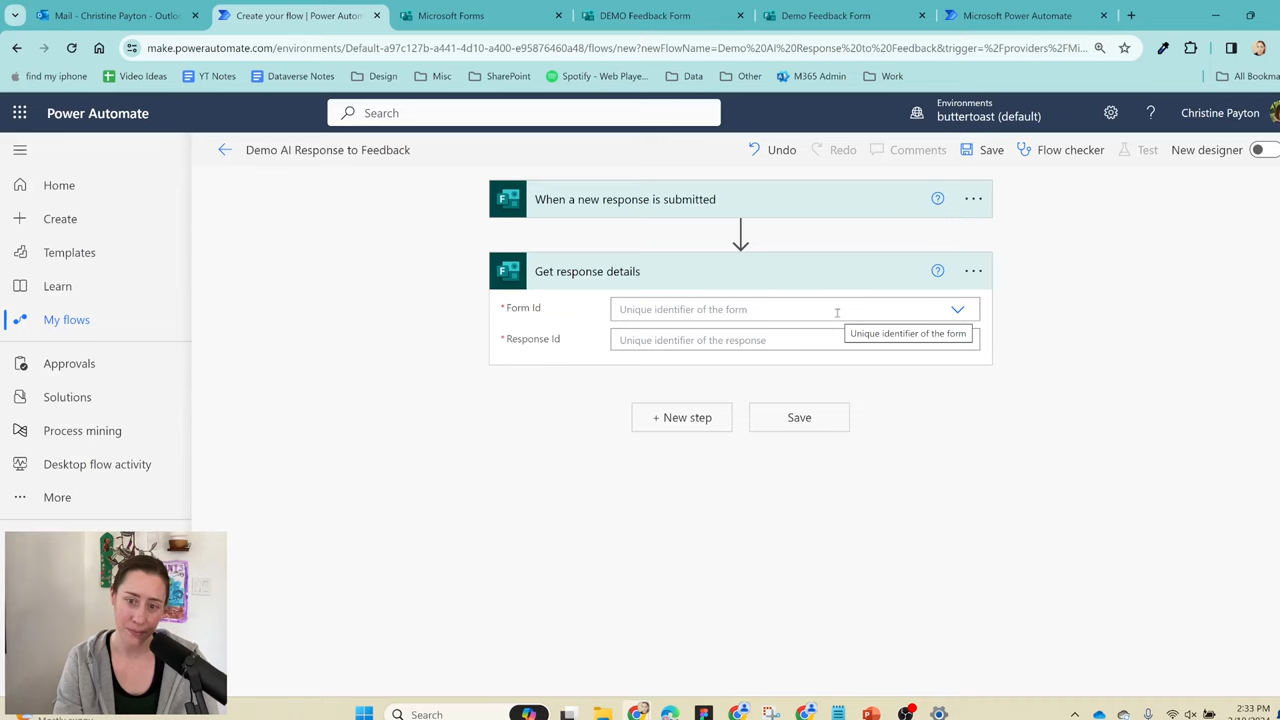 Mail - Christine Payton - Outlo
Create your flow | Power Autom
Microsoft Forms
DEMO Feedback Form
Demo Feedback Form
Microsoft Power Automate
make.powerautomate.com/environments/Default-a97c127b-a441-4d10-a400-e95876460a48/flows/new?newFlowName=Demo%20AI%20Response%20to%20Feedback&trigger=%2Fproviders%2FMi...
find my iphone
Video Ideas
YT Notes
Dataverse Notes
Design
Misc
SharePoint
Spotify - Web Playe...
Data
Other
M365 Admin
Work
All Bookma
Power Automate
Search
Environments
buttertoast (default)
Christine Payton
Demo AI Response to Feedback
Undo
Redo
Comments
Save
Flow checker
Test
New designer
Home
Create
Templates
Learn
My flows
Approvals
Solutions
Process mining
Desktop flow activity
More
When a new response is submitted
Get response details
* Form Id
Unique identifier of the form
Unique identifier of the form
* Response Id
Unique identifier of the response
+ New step
Save
Search
2:33 PM